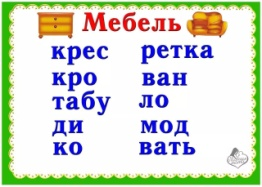 Мебель
крес ретка
кро ван
табу ло
ди мод
ко вать